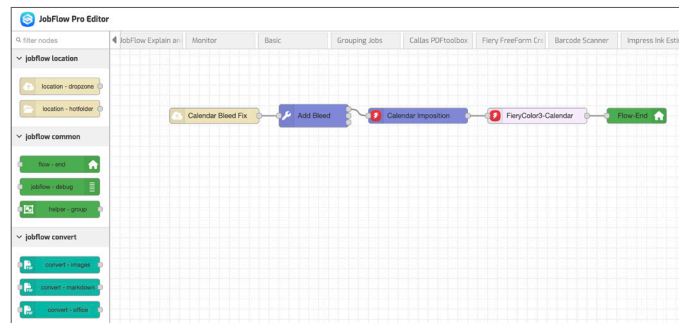 JobFlow Pro Editor
filter nodes
JobFlow Explain an
Monitor
Basic
Grouping Jobs
Callas PDFtoolbox
Fiery FreeForm Cre
Barcode Scanner
Impress Ink Esti
jobflow location
location - dropzone
location - hotfolder
Calendar Bleed Fix
Add Bleed
Calendar Imposition
FieryColor3-Calendar
Flow-End
jobflow common
flow - end
jobflow - debug
helper - group
jobflow convert
convert - images
convert - markdown
convert - office